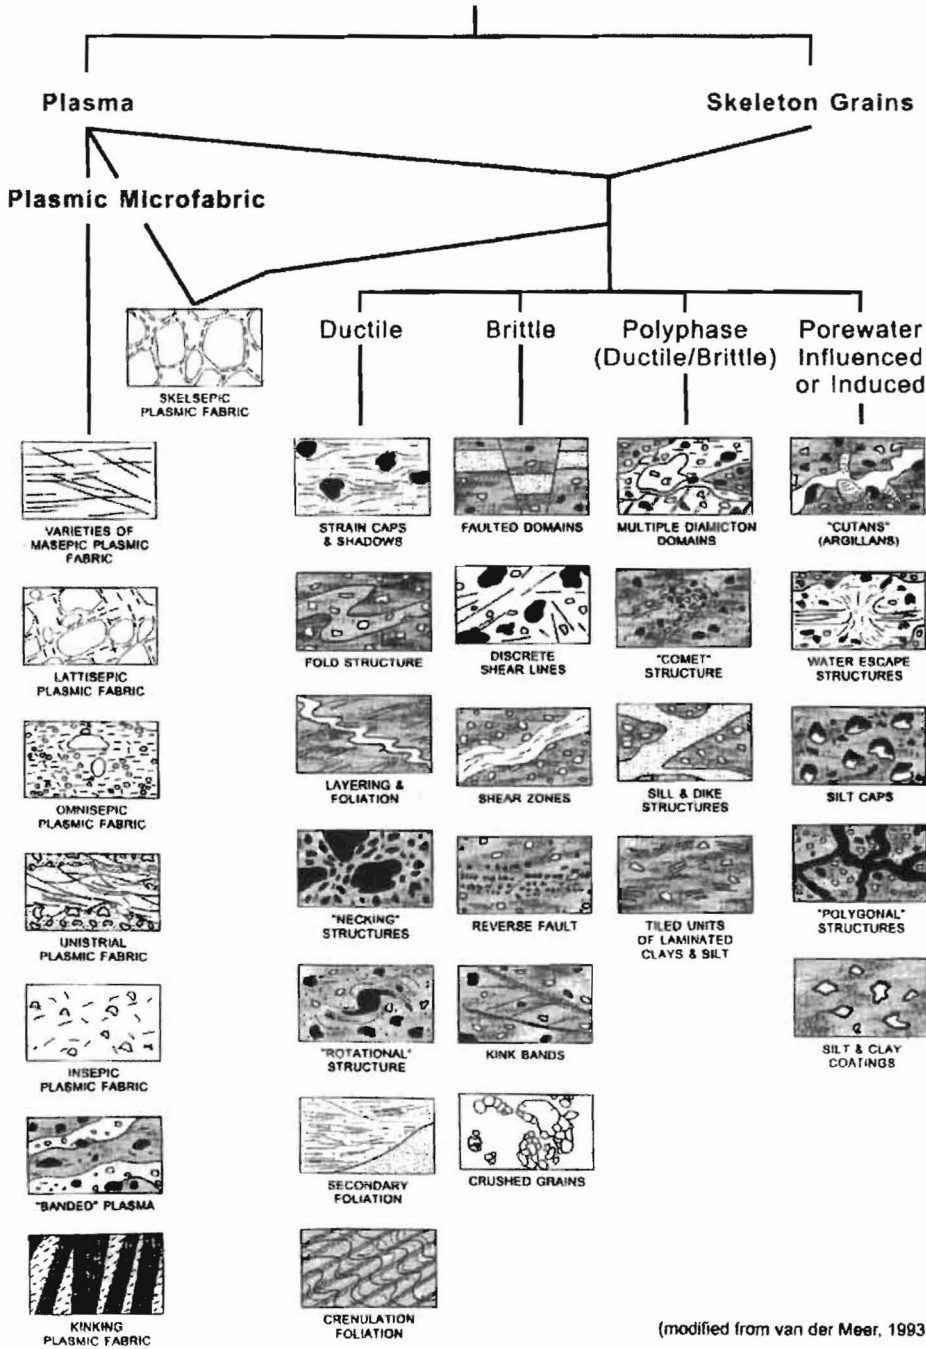 Plasma
Skeleton Grains
Plasmic Microfabric
SKELSEPIC
PLASMIC FABRIC
Ductile
Brittle
Polyphase
(Ductile/Brittle)
Porewater
Influenced
or Induced
VARIETIES OF
MASEPIC PLASMIC
FABRIC
STRAIN CAPS
& SHADOWS
FAULTED DOMAINS
MULTIPLE DIAMICTON
DOMAINS
"CUTANS"
(ARGILLANS)
LATTISEPIC
PLASMIC FABRIC
FOLD STRUCTURE
DISCRETE
SHEAR LINES
"COMET"
STRUCTURE
WATER ESCAPE
STRUCTURES
OMNISEPIC
PLASMIC FABRIC
LAYERING &
FOLIATION
SHEAR ZONES
SILL & DIKE
STRUCTURES
SILT CAPS
UNISTRIAL
PLASMIC FABRIC
"NECKING"
STRUCTURES
REVERSE FAULT
TILED UNITS
OF LAMINATED
CLAYS & SILT
"POLYGONAL"
STRUCTURES
INSEPIC
PLASMIC FABRIC
"ROTATIONAL"
STRUCTURE
KINK BANDS
SILT & CLAY
COATINGS
"BANDED" PLASMA
SECONDARY
FOLIATION
CRUSHED GRAINS
KINKING
PLASMIC FABRIC
CRENULATION
FOLIATION
(modified from van der Meer, 1993